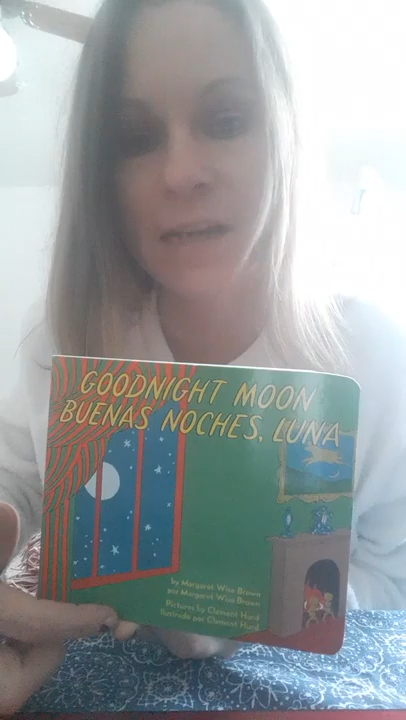 GOODNIGHT MOON
BUENAS NOCHES, LUNA
by Margaret Wise Brown
por Margaret Wise Brown
Pictures by Clement Hurd
Ilustrado por Clement Hurd